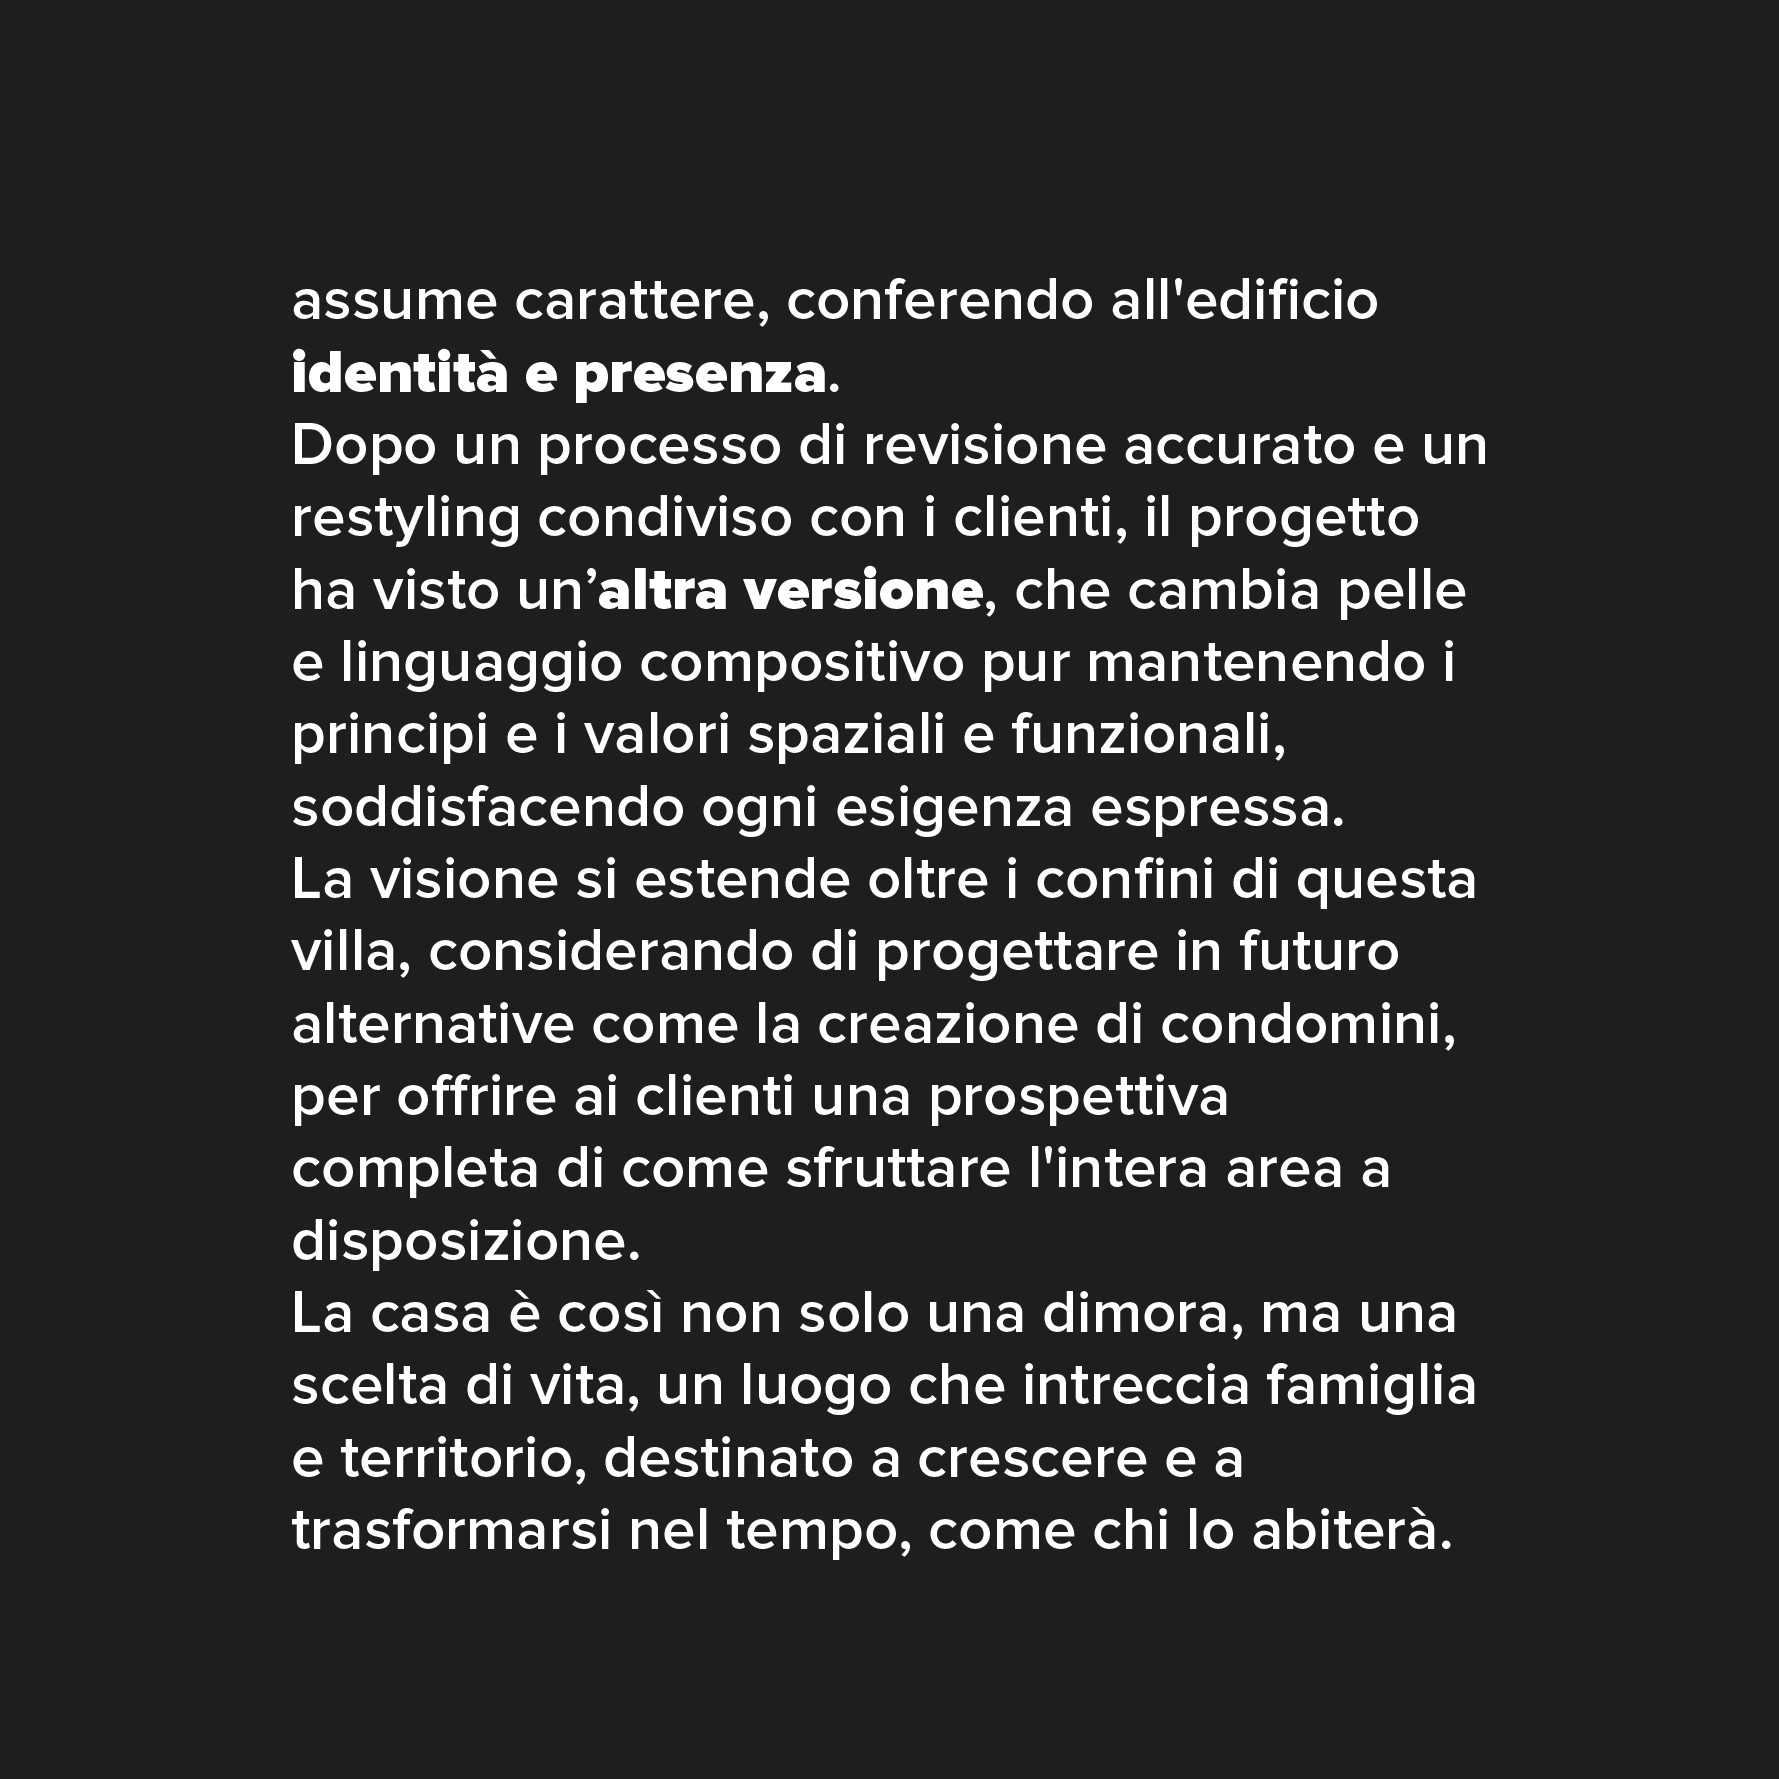 assume carattere, conferendo all'edificio
identità e presenza.
Dopo un processo di revisione accurato e un
restyling condiviso con i clienti, il progetto
ha visto un’altra versione, che cambia pelle
e linguaggio compositivo pur mantenendo i
principi e i valori spaziali e funzionali,
soddisfacendo ogni esigenza espressa.
La visione si estende oltre i confini di questa
villa, considerando di progettare in futuro
alternative come la creazione di condomini,
per offrire ai clienti una prospettiva
completa di come sfruttare l'intera area a
disposizione.
La casa è così non solo una dimora, ma una
scelta di vita, un luogo che intreccia famiglia
e territorio, destinato a crescere e a
trasformarsi nel tempo, come chi lo abiterà.